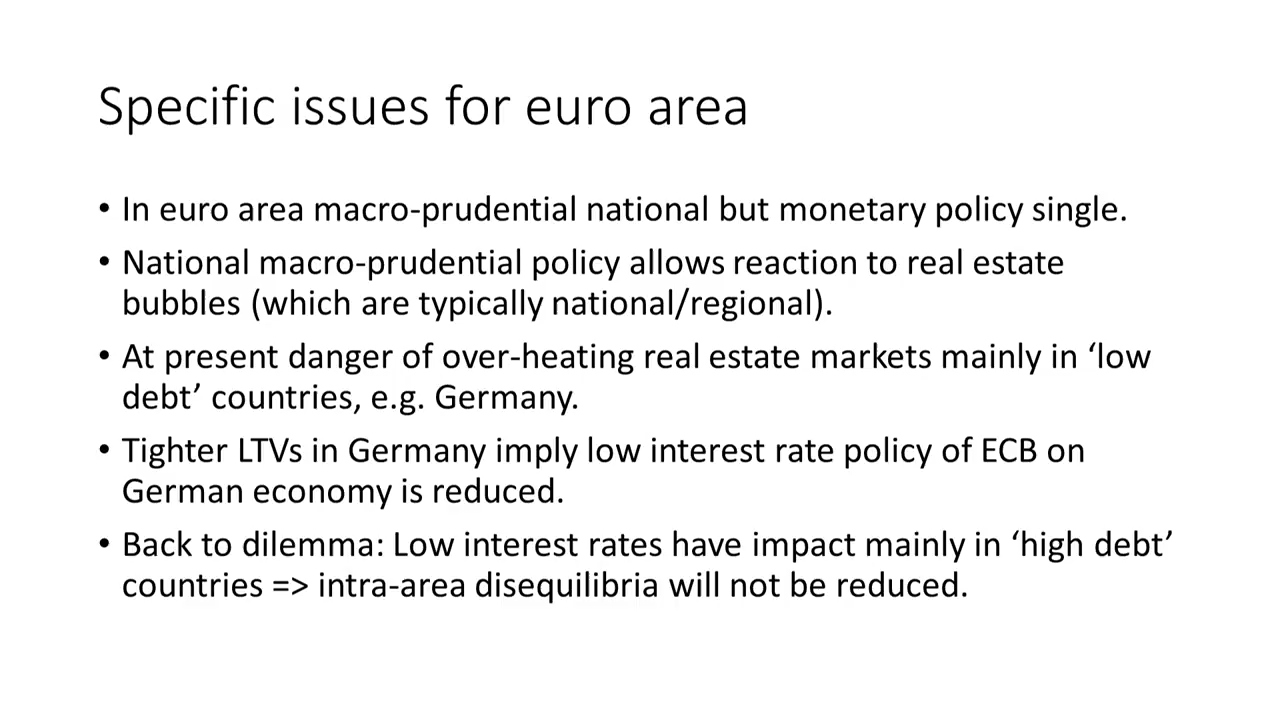 Specific issues for euro area
• In euro area macro-prudential national but monetary policy single.
• National macro-prudential policy allows reaction to real estate
bubbles (which are typically national/regional).
• At present danger of over-heating real estate markets mainly in ‘low
debt’ countries, e.g. Germany.
• Tighter LTVs in Germany imply low interest rate policy of ECB on
German economy is reduced.
• Back to dilemma: Low interest rates have impact mainly in ‘high debt’
countries => intra-area disequilibria will not be reduced.